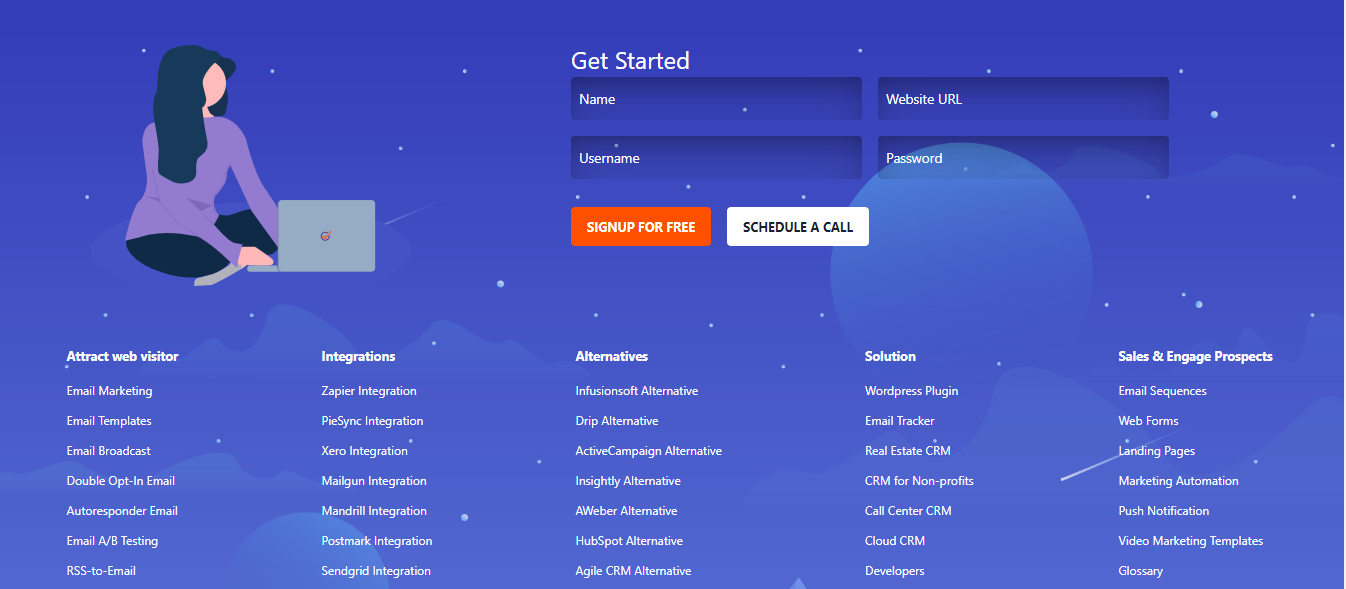 Get Started
Name
Website URL
Username
Password
SIGNUP FOR FREE
SCHEDULE A CALL
Attract web visitor
Email Marketing
Email Templates
Email Broadcast
Double Opt-In Email
Autoresponder Email
Email A/B Testing
RSS-to-Email
Integrations
Zapier Integration
PieSync Integration
Xero Integration
Mailgun Integration
Mandrill Integration
Postmark Integration
Sendgrid Integration
Alternatives
Infusionsoft Alternative
Drip Alternative
ActiveCampaign Alternative
Insightly Alternative
AWeber Alternative
HubSpot Alternative
Agile CRM Alternative
Solution
Wordpress Plugin
Email Tracker
Real Estate CRM
CRM for Non-profits
Call Center CRM
Cloud CRM
Developers
Sales & Engage Prospects
Email Sequences
Web Forms
Landing Pages
Marketing Automation
Push Notification
Video Marketing Templates
Glossary